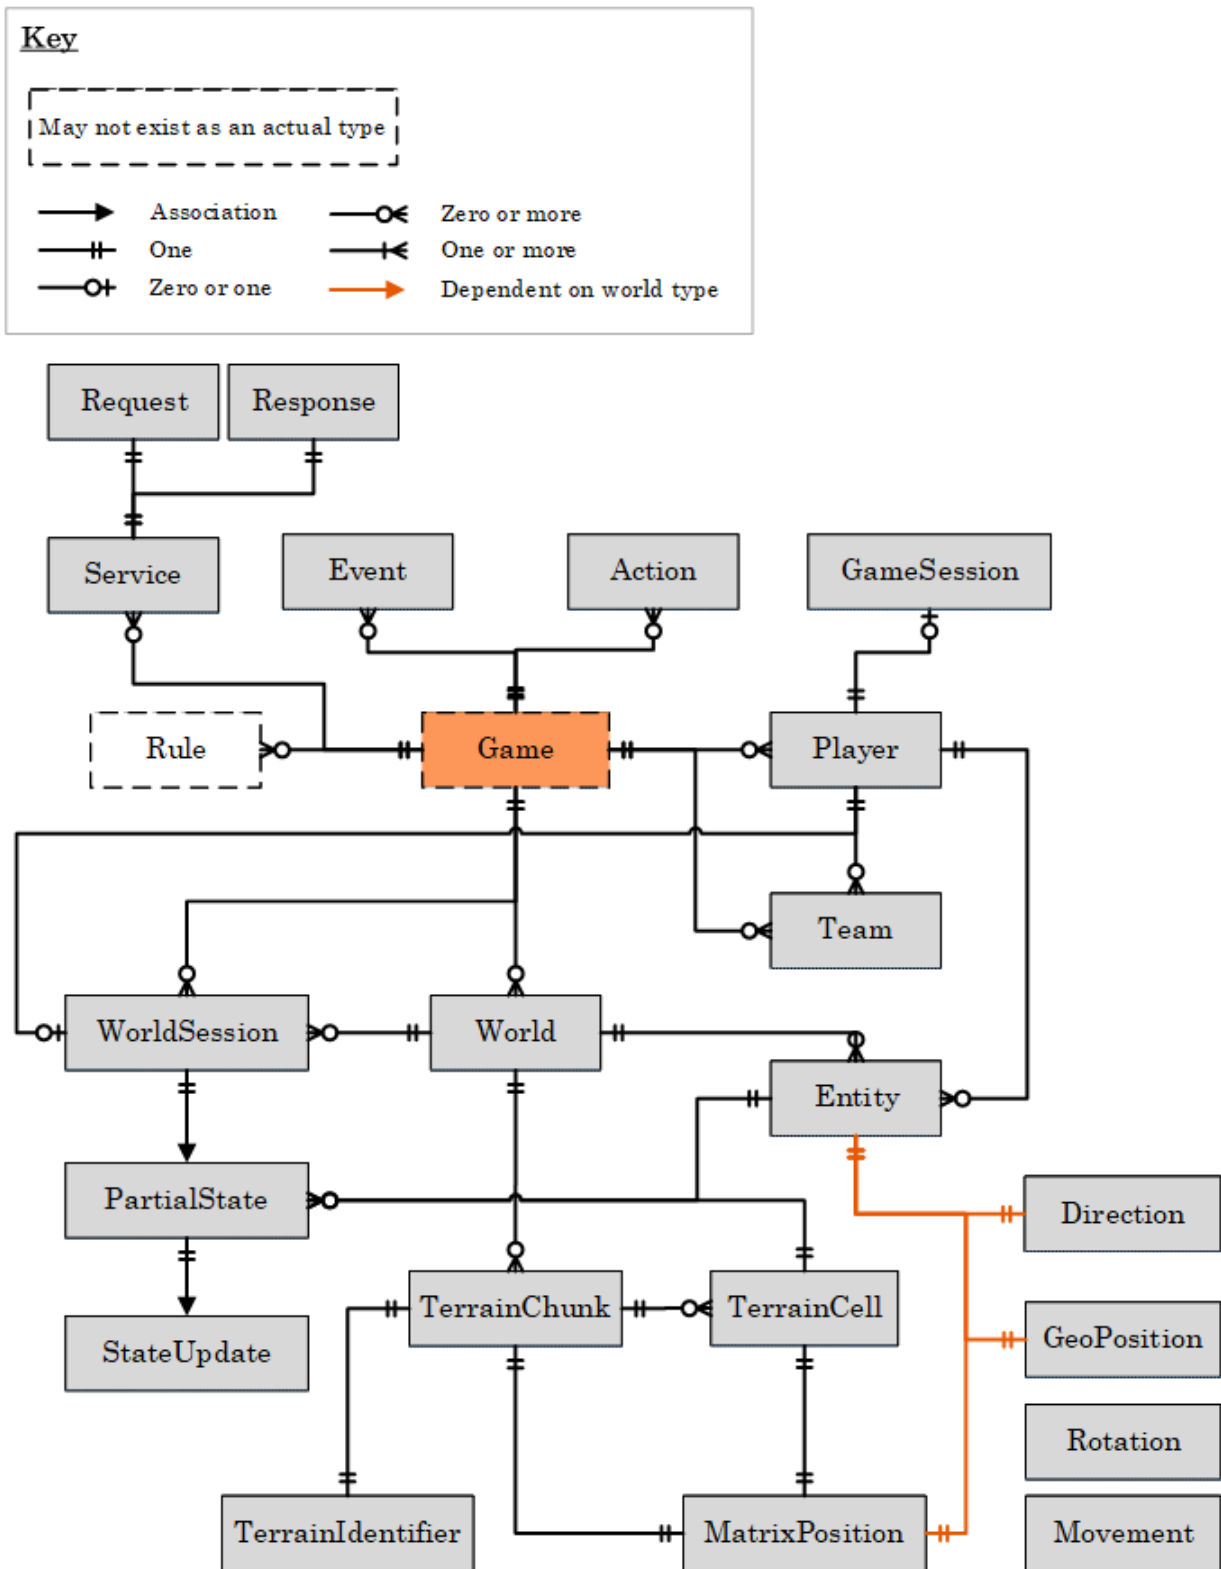 Key
May not exist as an actual type
Association
Zero or more
One
One or more
Zero or one
Dependent on world type
Request
Response
Service
Event
Action
GameSession
Rule
Game
Player
Team
WorldSession
World
Entity
PartialState
Direction
TerrainChunk
TerrainCell
GeoPosition
StateUpdate
Rotation
TerrainIdentifier
MatrixPosition
Movement